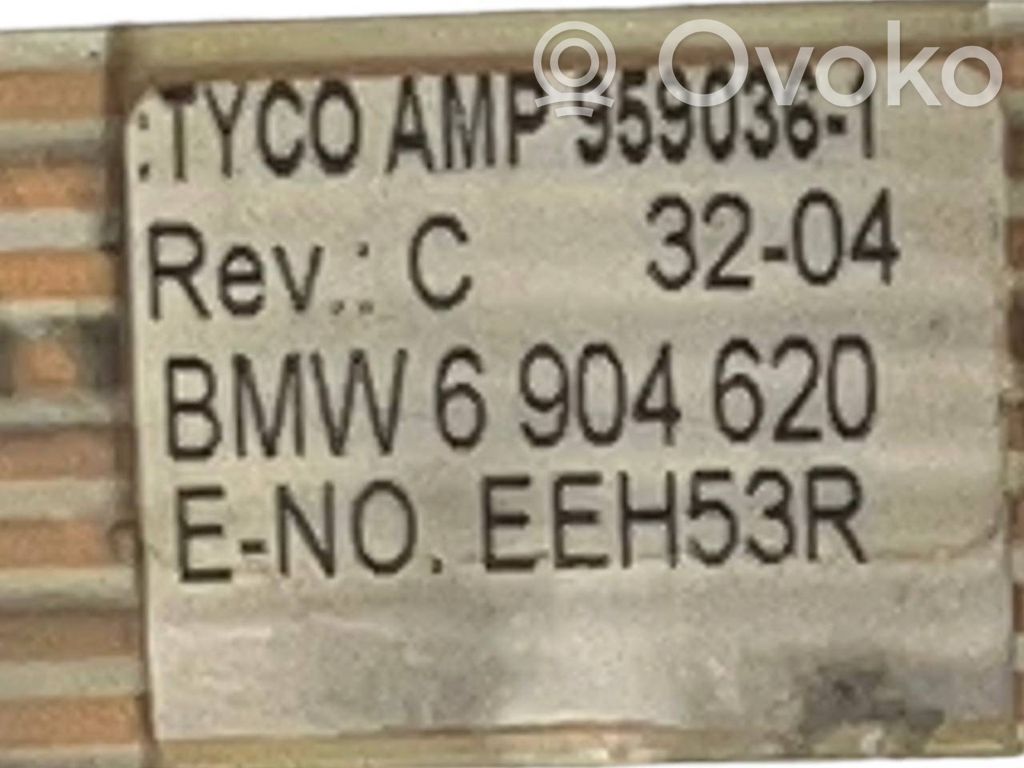 Ovoko
:TYCO AMP 959036-1
Rev.: C 32-04
BMW 6 904 620
E-NO. EEH53R